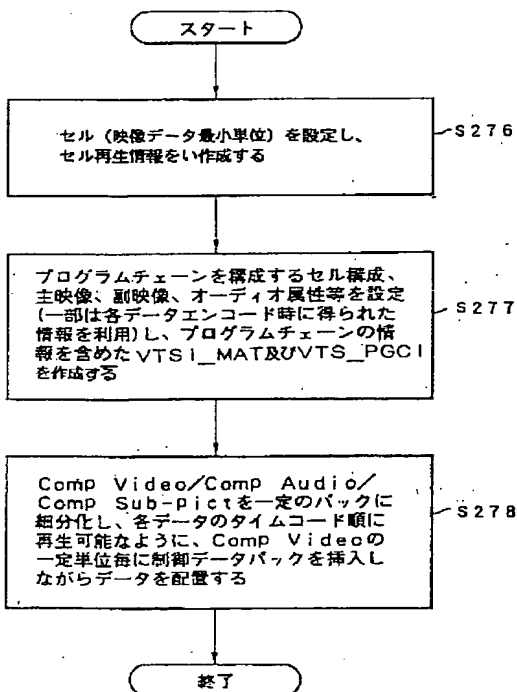 スタート
セル（映像データ最小単位）を設定し、
セル再生情報をい作成する
S276
プログラムチェーンを構成するセル構成、
主映像、副映像、オーディオ属性等を設定
(一部は各データエンコード時に得られた
情報を利用)し、プログラムチェーンの情
報を含めたVTSI_MAT及びVTS_PGCI
を作成する
S277
Comp Video/Comp Audio/
Comp Sub-pictを一定のパックに
細分化し、各データのタイムコード順に
再生可能なように、Comp Videoの
一定単位毎に制御データパックを挿入し
ながらデータを配置する
S278
終了